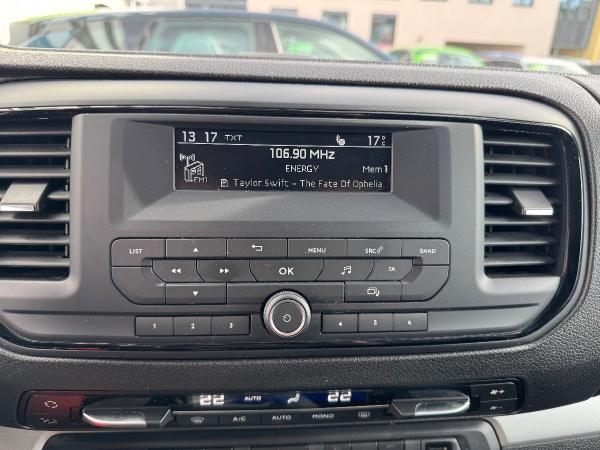 13 17 TXT 17°C
106.90 MHz
ENERGY Mem 1
FM1 Taylor Swift - The Fate Of Ophelia
LIST MENU SRC BAND
OK TA
1 2 3 4 5 6
22 AUTO 22
A/C AUTO MONO